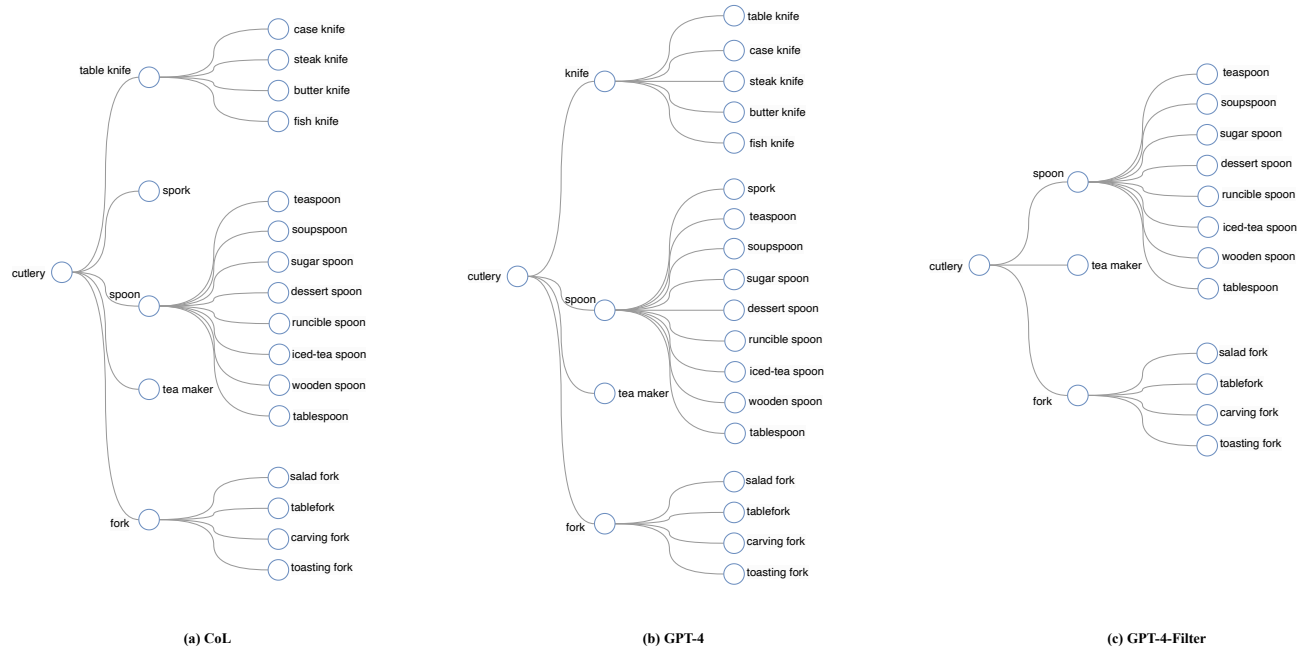 cutlery
table knife
case knife
steak knife
butter knife
fish knife
spork
spoon
teaspoon
soupspoon
sugar spoon
dessert spoon
runcible spoon
iced-tea spoon
wooden spoon
tablespoon
tea maker
fork
salad fork
tablefork
carving fork
toasting fork
(a) CoL
cutlery
knife
table knife
case knife
steak knife
butter knife
fish knife
spoon
spork
teaspoon
soupspoon
sugar spoon
dessert spoon
runcible spoon
iced-tea spoon
wooden spoon
tablespoon
tea maker
fork
salad fork
tablefork
carving fork
toasting fork
(b) GPT-4
cutlery
spoon
teaspoon
soupspoon
sugar spoon
dessert spoon
runcible spoon
iced-tea spoon
wooden spoon
tablespoon
tea maker
fork
salad fork
tablefork
carving fork
toasting fork
(c) GPT-4-Filter